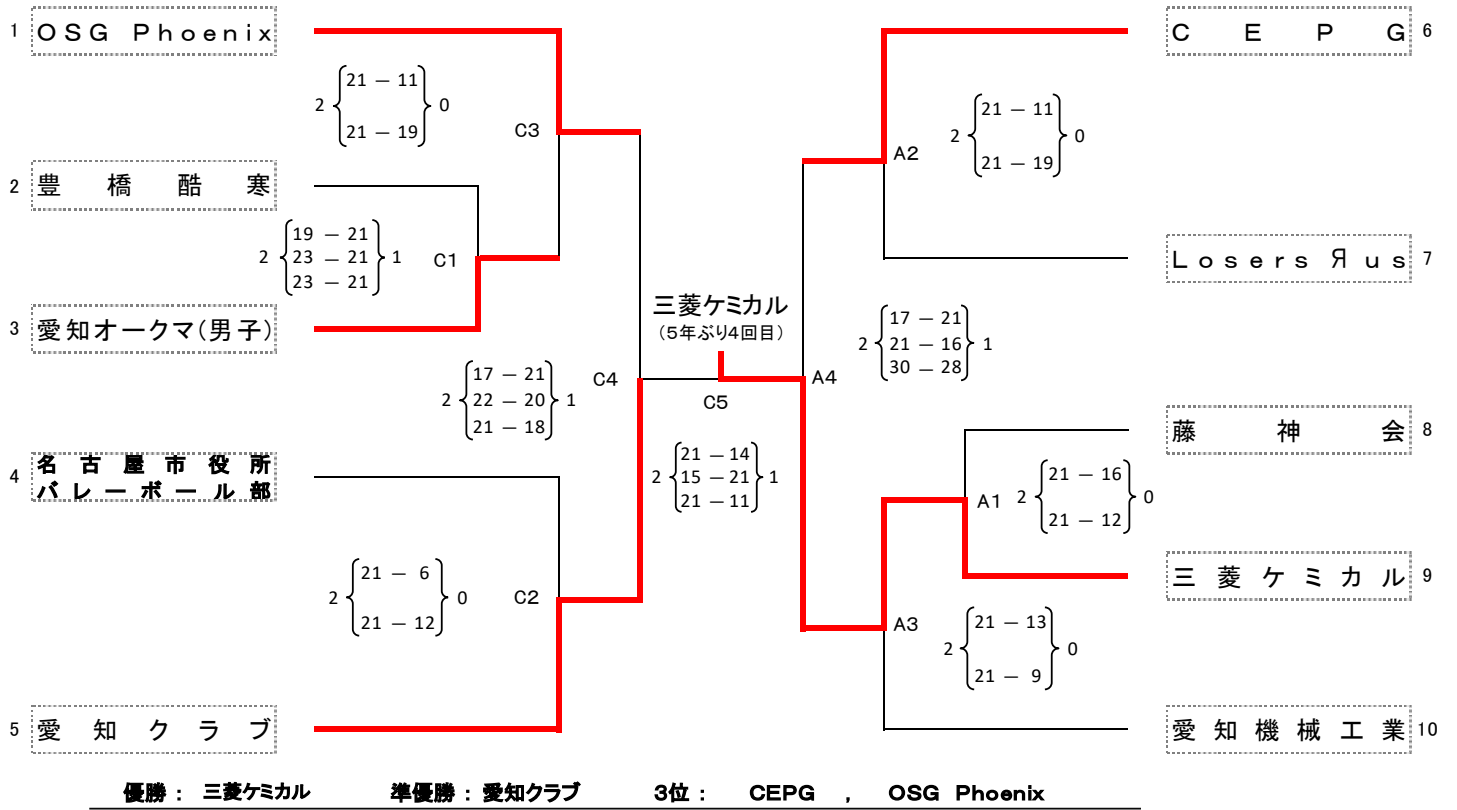 1 OSG Phoenix
2 豊橋酷寒
3 愛知オークマ(男子)
4 名古屋市役所
バレーボール部
5 愛知クラブ
2 21 － 11 0
21 － 19
C3
2 19 － 21 1
23 － 21
23 － 21
C1
2 17 － 21 1
22 － 20
21 － 18
C4
2 21 － 6 0
21 － 12
C2
三菱ケミカル
(5年ぶり4回目)
C5
2 21 － 14 1
15 － 21
21 － 11
CEPG 6
Losers Я us 7
藤神会 8
三菱ケミカル 9
愛知機械工業 10
A2
2 21 － 11 0
21 － 19
A4
2 17 － 21 1
21 － 16
30 － 28
A1
2 21 － 16 0
21 － 12
A3
2 21 － 13 0
21 － 9
優勝： 三菱ケミカル 準優勝：愛知クラブ 3位： CEPG ， OSG Phoenix